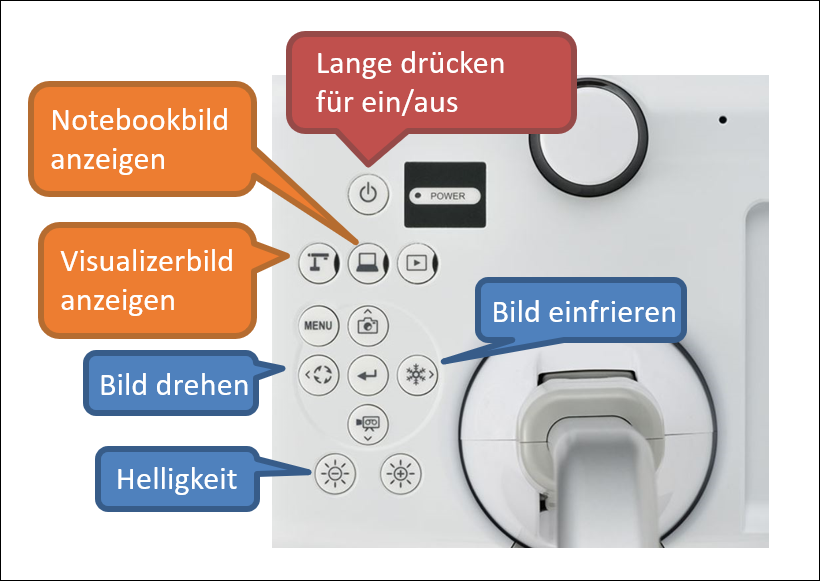 Lange drücken
für ein/aus
Notebookbild
anzeigen
POWER
Visualizerbild
anzeigen
Bild einfrieren
MENU
Bild drehen
Helligkeit